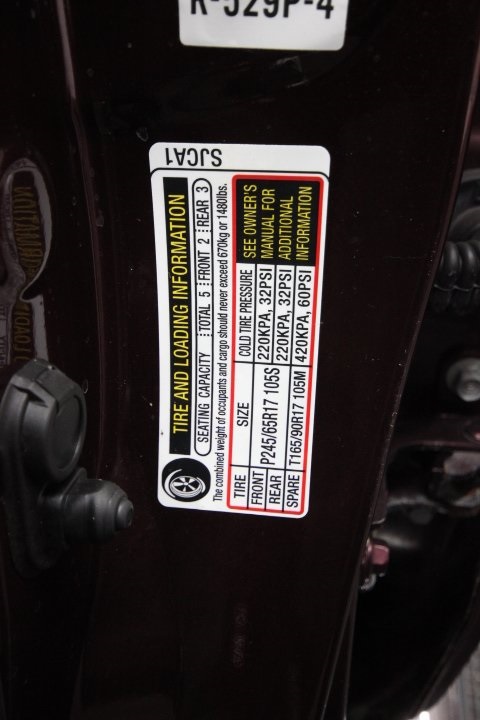 R-529P-4
SJCA1
TIRE AND LOADING INFORMATION
SEATING CAPACITY TOTAL 5 FRONT 2 REAR 3
The combined weight of occupants and cargo should never exceed 670kg or 1480lbs.
TIRE SIZE COLD TIRE PRESSURE SEE OWNER'S
FRONT P245/65R17 105S 220KPA, 32PSI MANUAL FOR
REAR 220KPA, 32PSI ADDITIONAL
SPARE T165/90R17 105M 420KPA, 60PSI INFORMATION